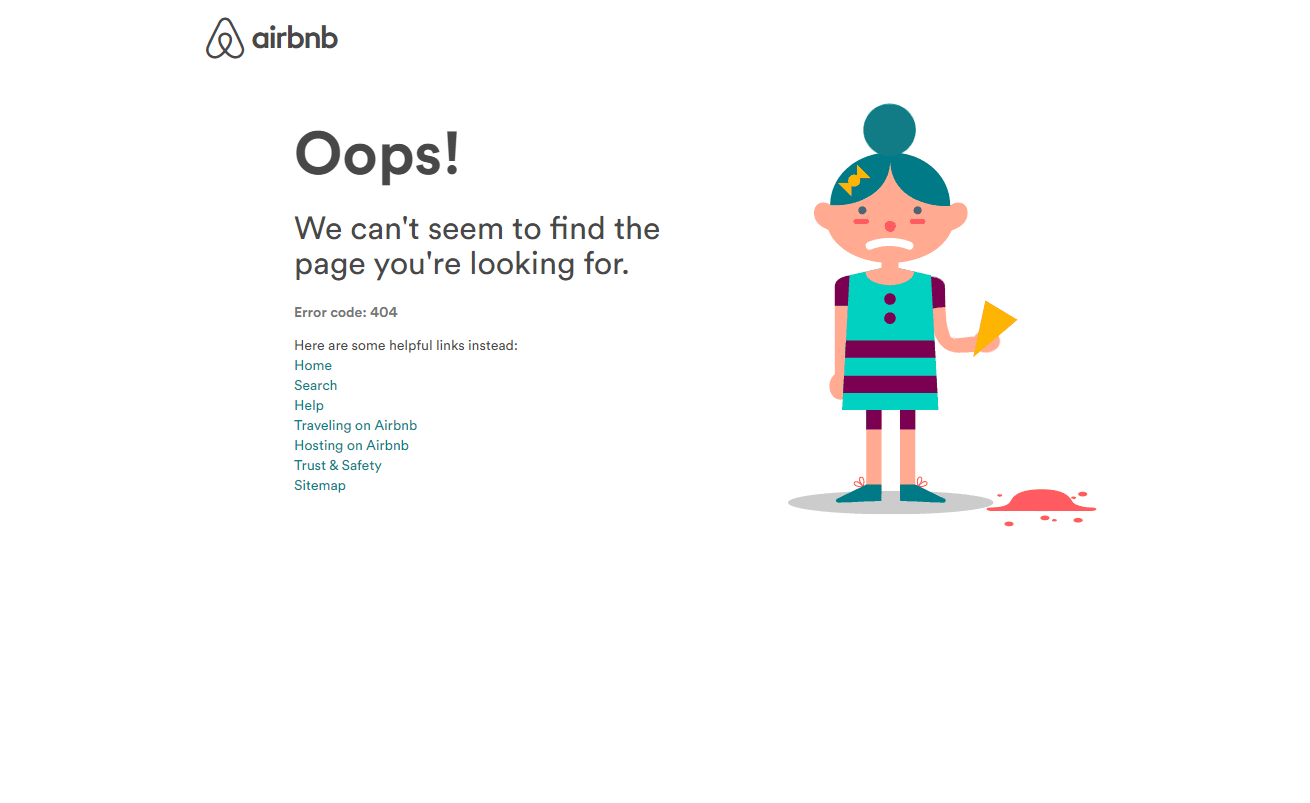 airbnb
Oops!
We can't seem to find the
page you're looking for.
Error code: 404
Here are some helpful links instead:
Home
Search
Help
Traveling on Airbnb
Hosting on Airbnb
Trust & Safety
Sitemap